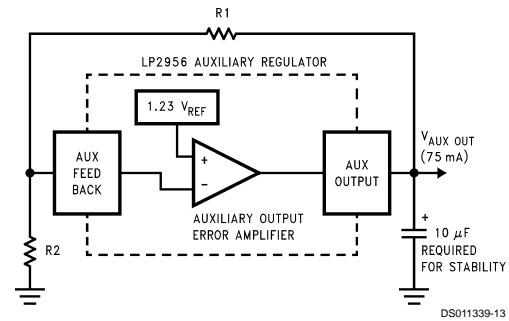 R1
LP2956 AUXILIARY REGULATOR
1.23 VREF
AUX
FEED
BACK
+
−
AUX
OUTPUT
VAUX OUT
(75 mA)
AUXILIARY OUTPUT
ERROR AMPLIFIER
R2
+
10 μF
REQUIRED
FOR STABILITY
DS011339-13